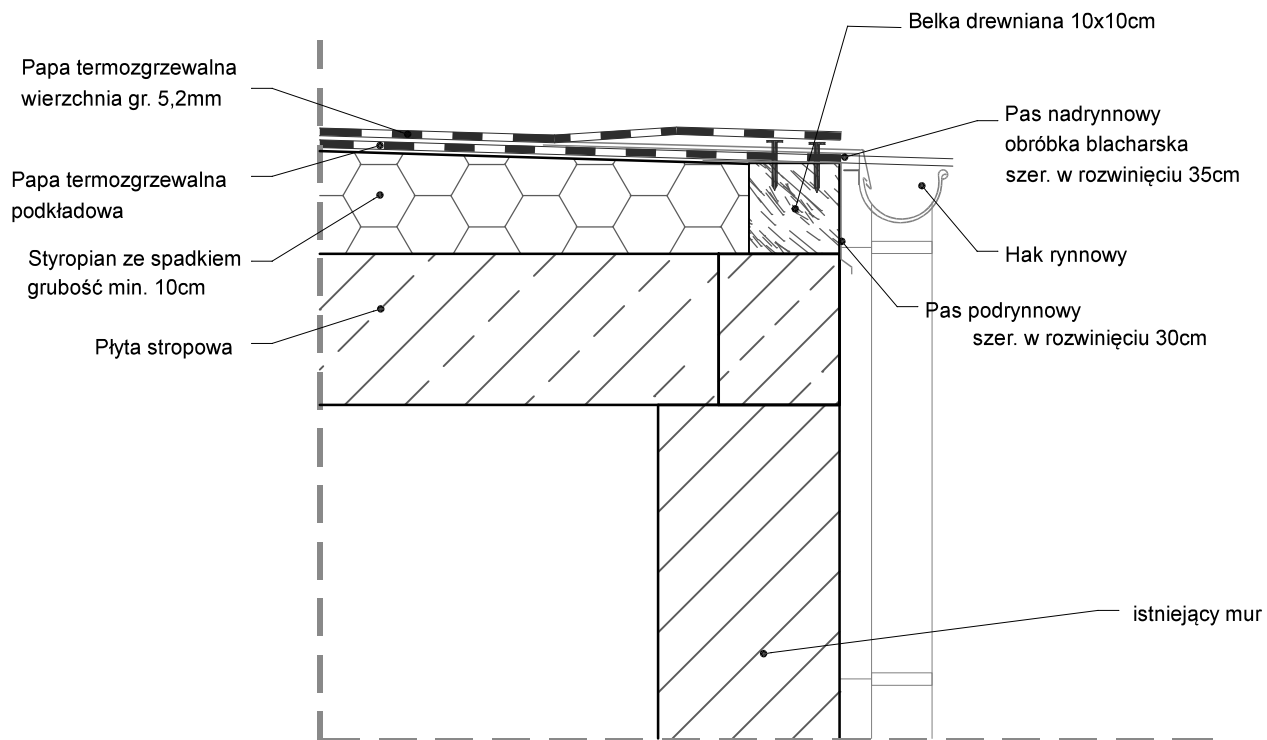 Belka drewniana 10x10cm
Papa termozgrzewalna
wierzchnia gr. 5,2mm
Pas nadrynnowy
obróbka blacharska
szer. w rozwinięciu 35cm
Papa termozgrzewalna
podkładowa
Styropian ze spadkiem
grubość min. 10cm
Hak rynnowy
Pas podrynnowy
szer. w rozwinięciu 30cm
Płyta stropowa
istniejący mur